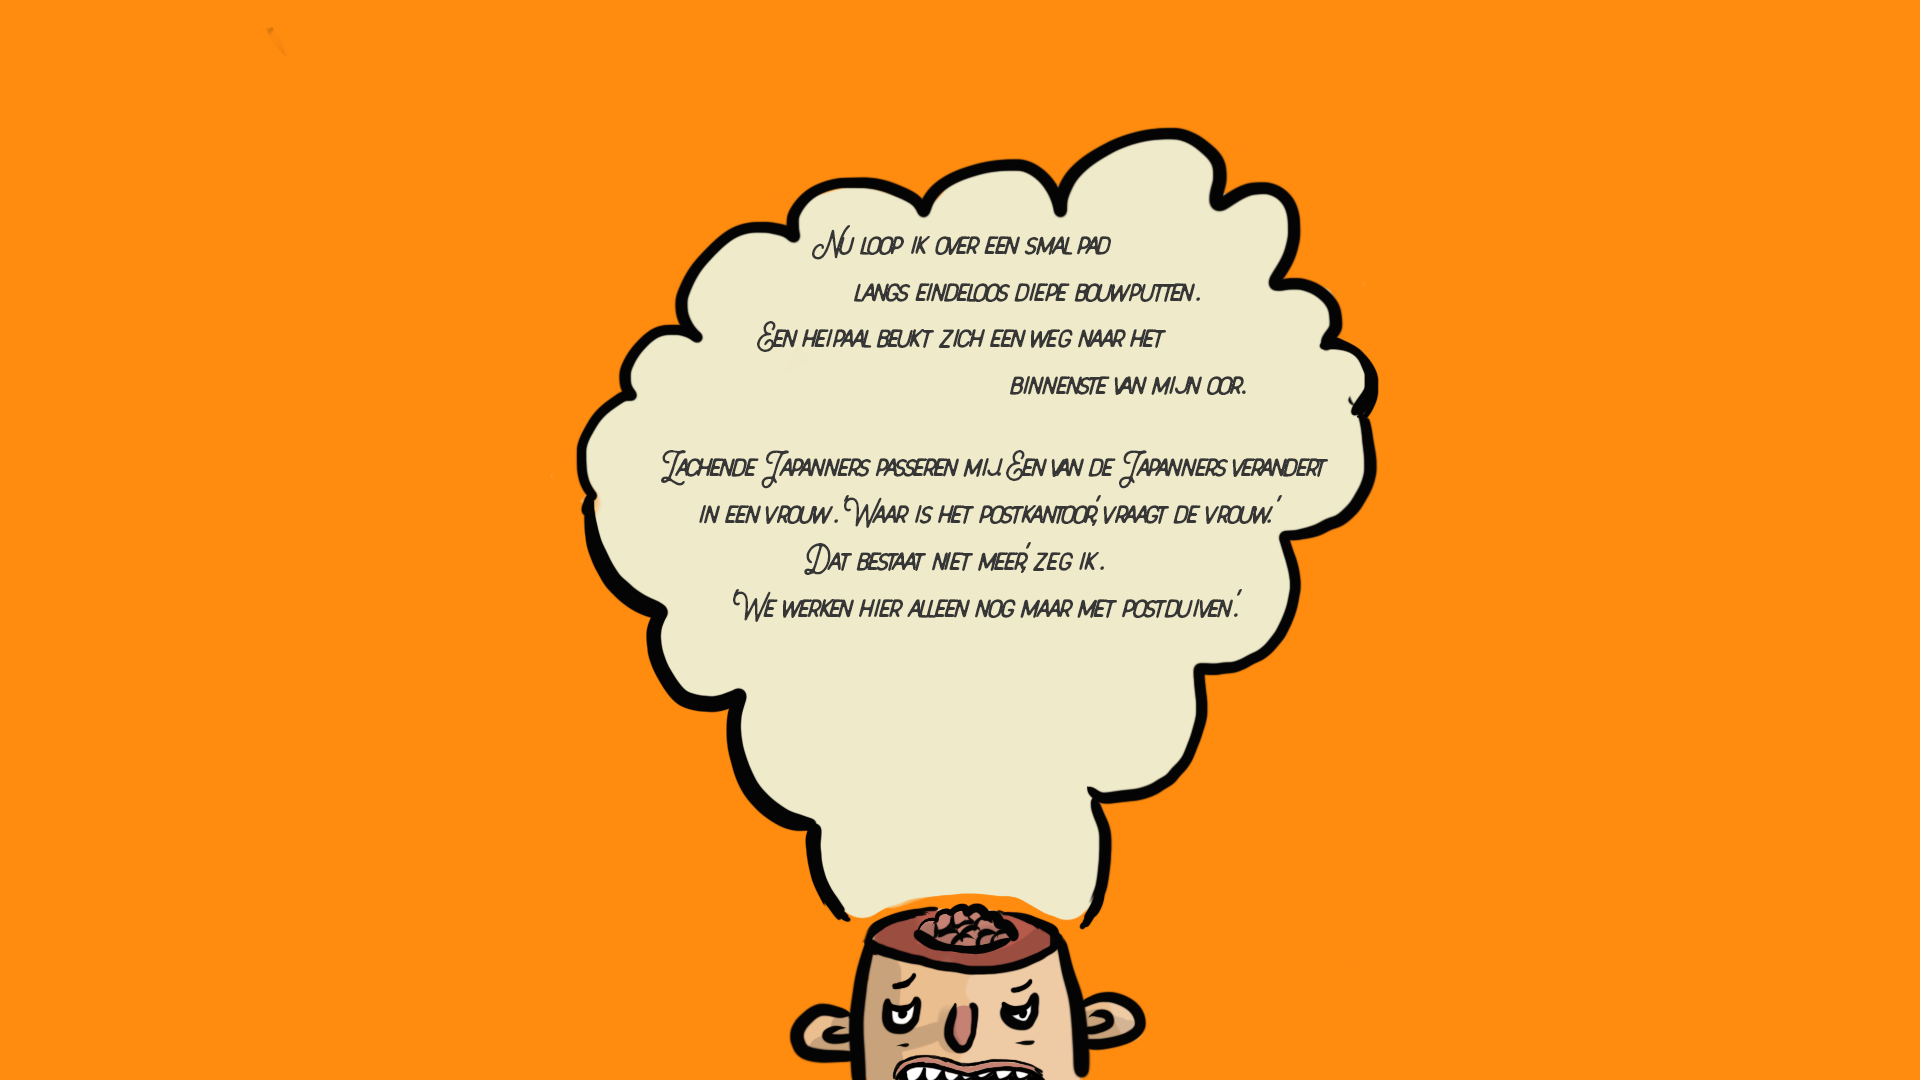 Nu loop ik over een smal pad
langs eindeloos diepe bouwputten.
Een heipaal beukt zich een weg naar het
binnenste van mijn oor.
Lachende Japanners passeren mij. Een van de Japanners verandert
in een vrouw. 'Waar is het postkantoor,' vraagt de vrouw.'
Dat bestaat niet meer,' zeg ik.
'We werken hier alleen nog maar met postduiven.'